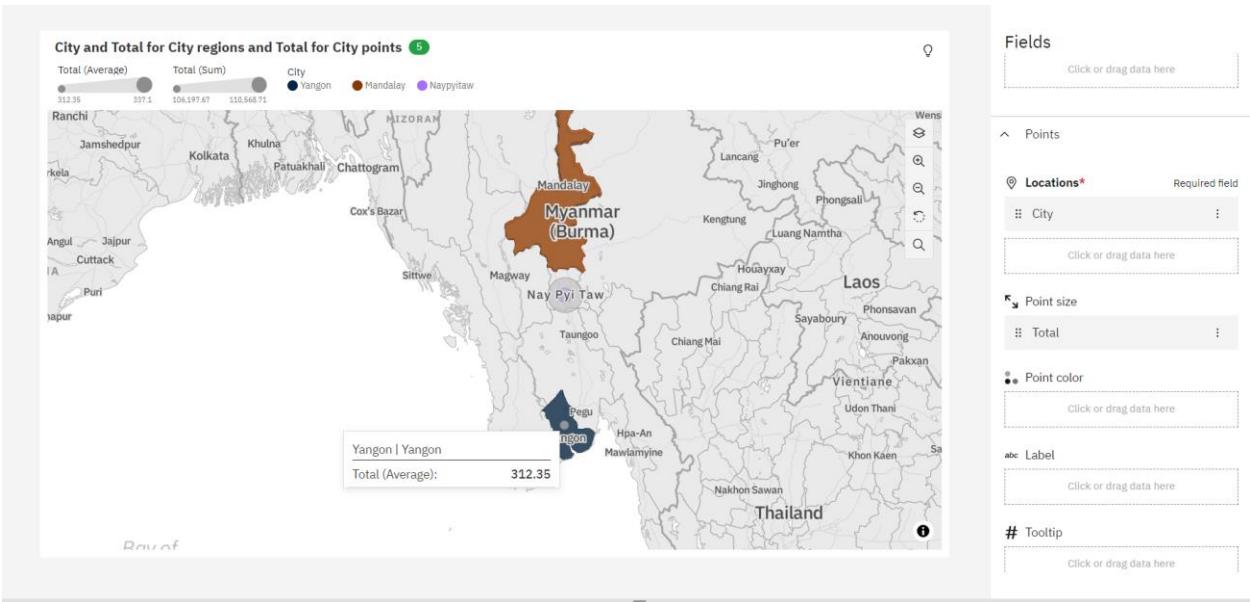 City and Total for City regions and Total for City points 5
Total (Average)
312.35 337.1
Total (Sum)
106,197.67 110,568.71
City
Yangon Mandalay Naypyitaw
Ranchi
Jamshedpur
Kolkata
Khulna
Patuakhali
Chattogram
MIZORAM
Cox's Bazar
Angul
Jajpur
Cuttack
Puri
Sittwe
Magway
Mandalay
Myanmar
(Burma)
Nay Pyi Taw
Taungoo
Pegu
Hpa-An
Mawlamyine
Pu'er
Lancang
Jinghong
Phongsali
Kengtung
Luang Namtha
Houayxay
Chiang Rai
Laos
Phonsavan
Sayaboury
Anouvong
Chiang Mai
Pakxan
Vientiane
Udon Thani
Khon Kaen
Nakhon Sawan
Thailand
Bay of
Yangon | Yangon
Total (Average): 312.35
Fields
Click or drag data here
Points
Locations* Required field
City
Click or drag data here
Point size
Total
Point color
Click or drag data here
abc Label
Click or drag data here
# Tooltip
Click or drag data here